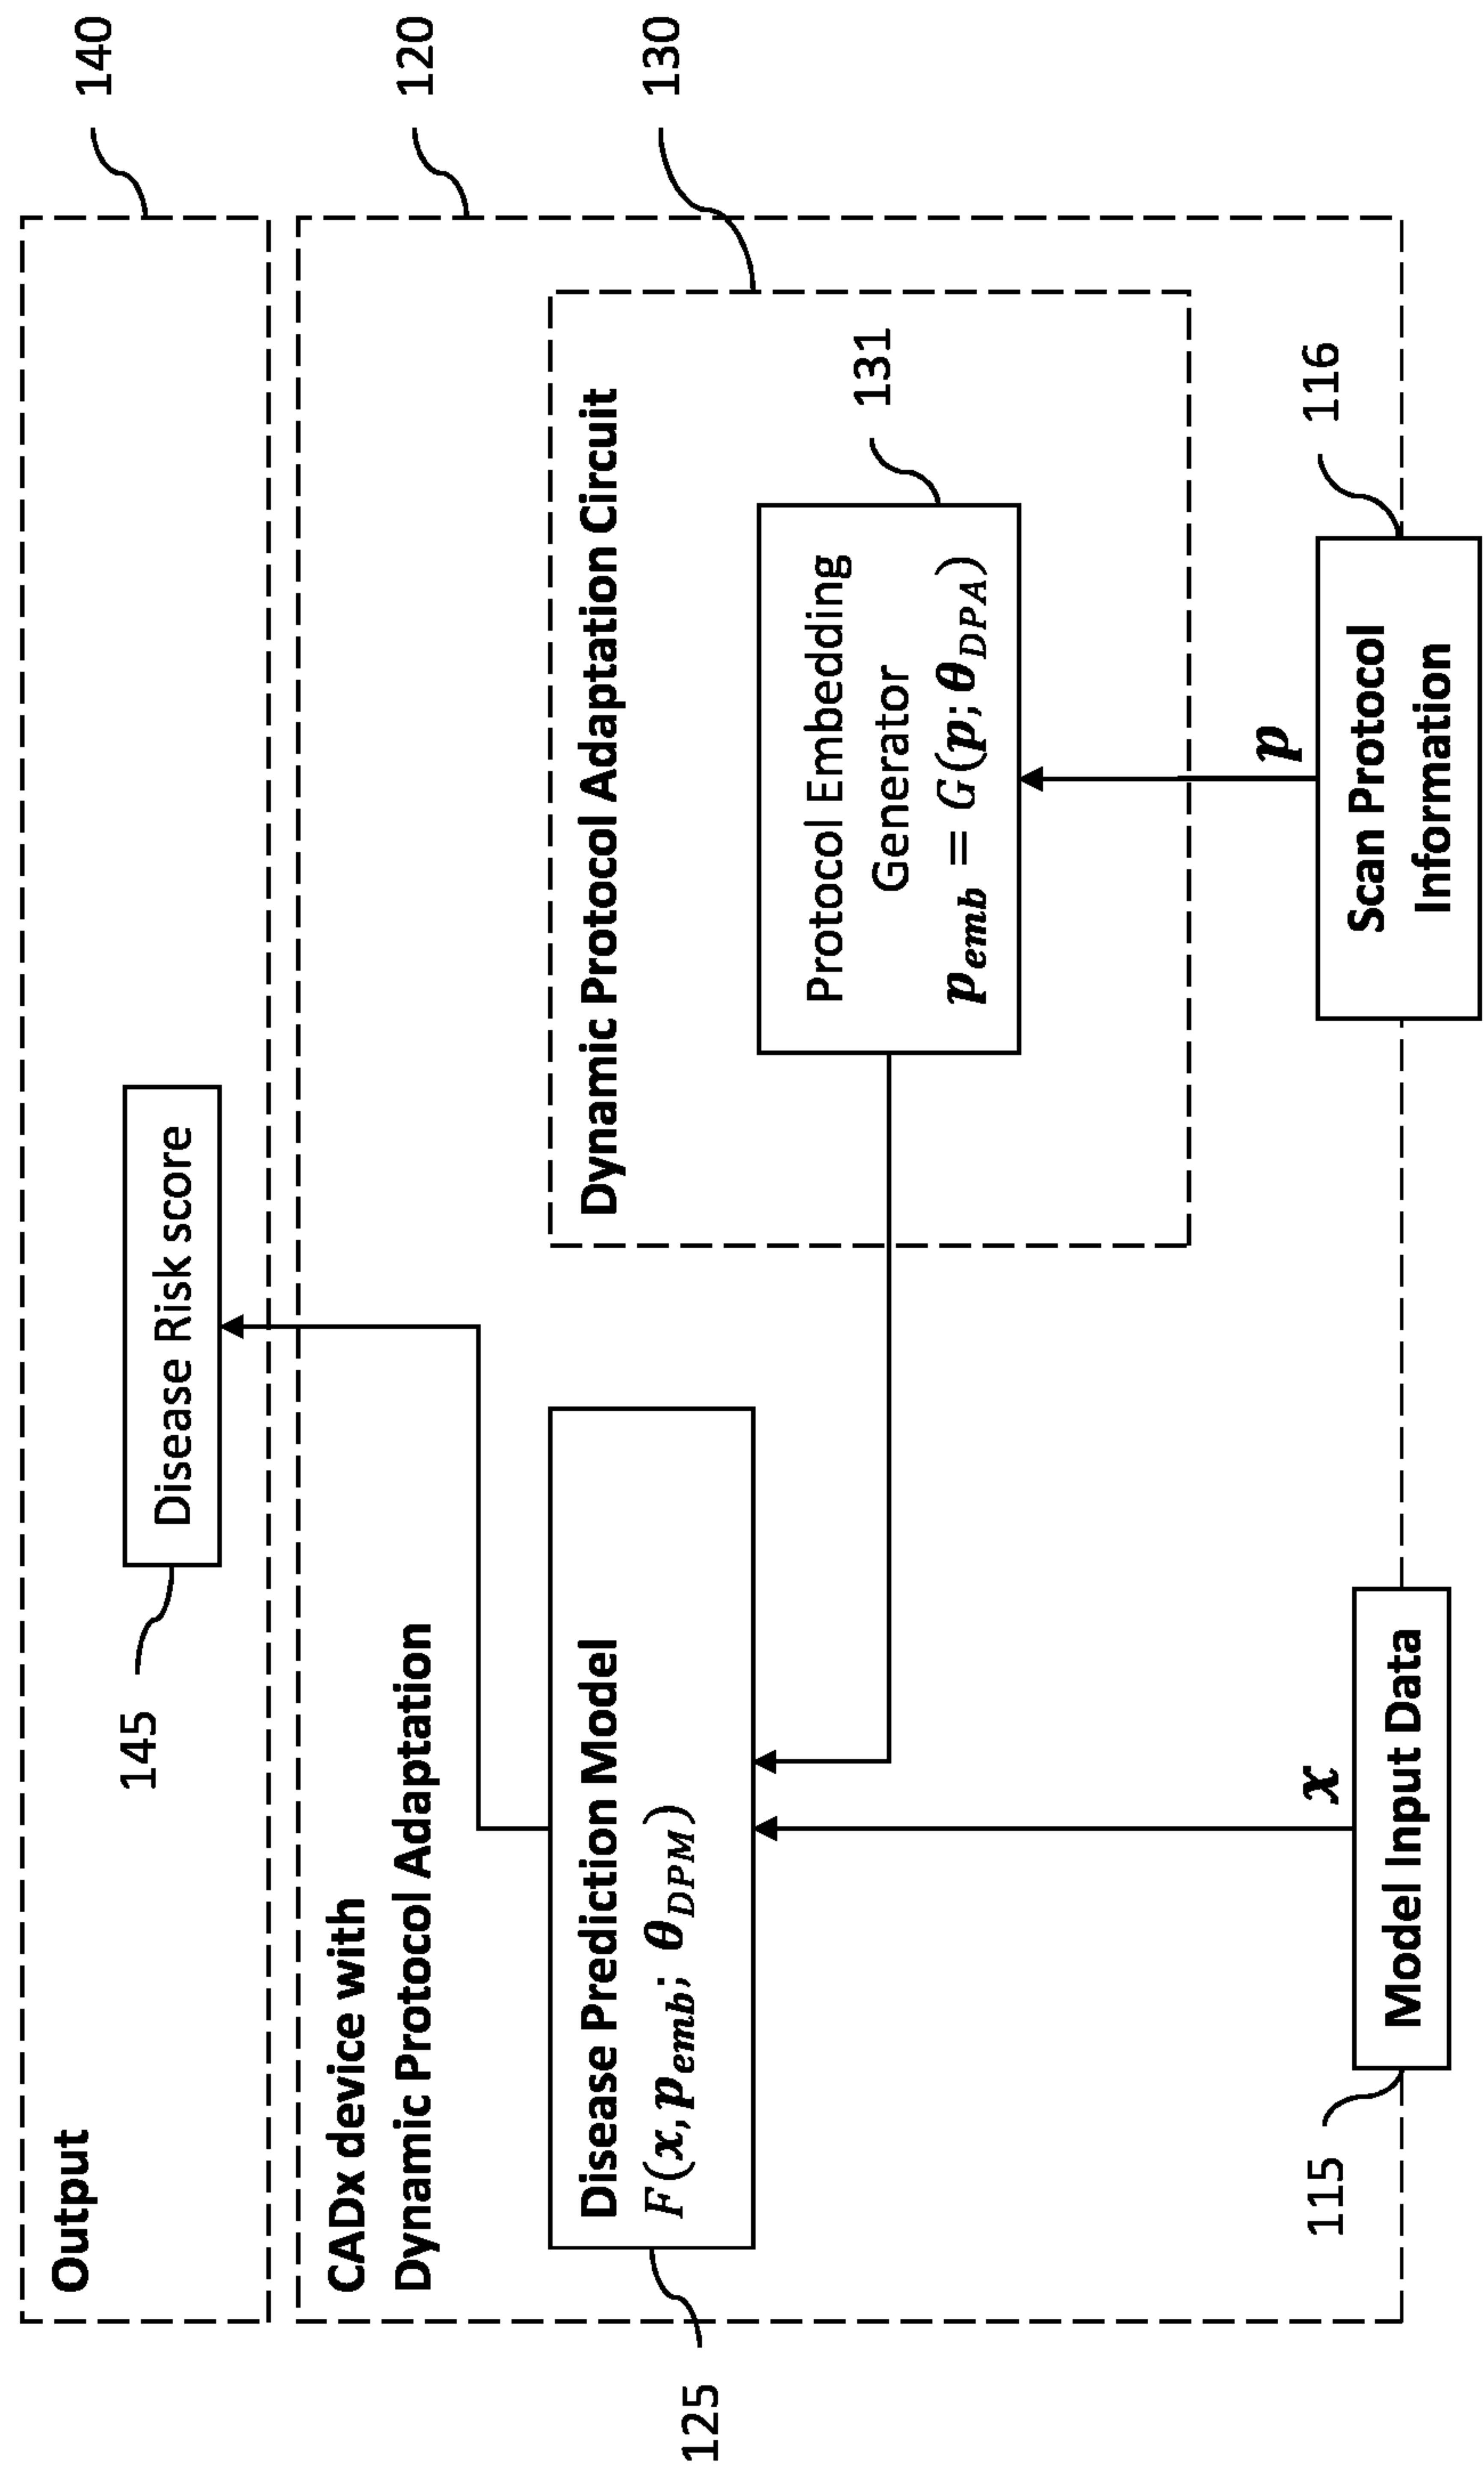 Output
140
Disease Risk score
145
CADx device with
Dynamic Protocol Adaptation
120
Disease Prediction Model
F(x, p_emb; θ_DPM)
125
Dynamic Protocol Adaptation Circuit
130
Protocol Embedding
Generator
p_emb = G(p; θ_DPA)
131
x
p
Model Input Data
115
Scan Protocol
Information
116